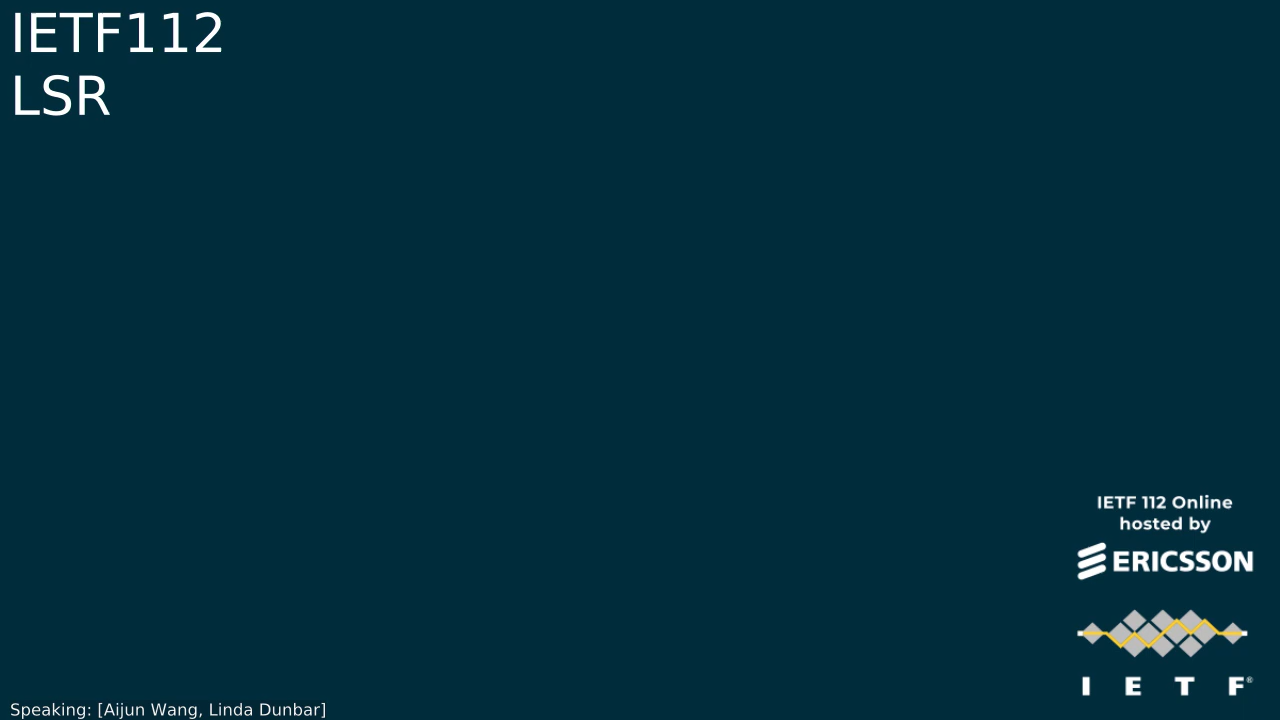 IETF112
LSR
IETF 112 Online
hosted by
ERICSSON
I E T F®
Speaking: [Aijun Wang, Linda Dunbar]